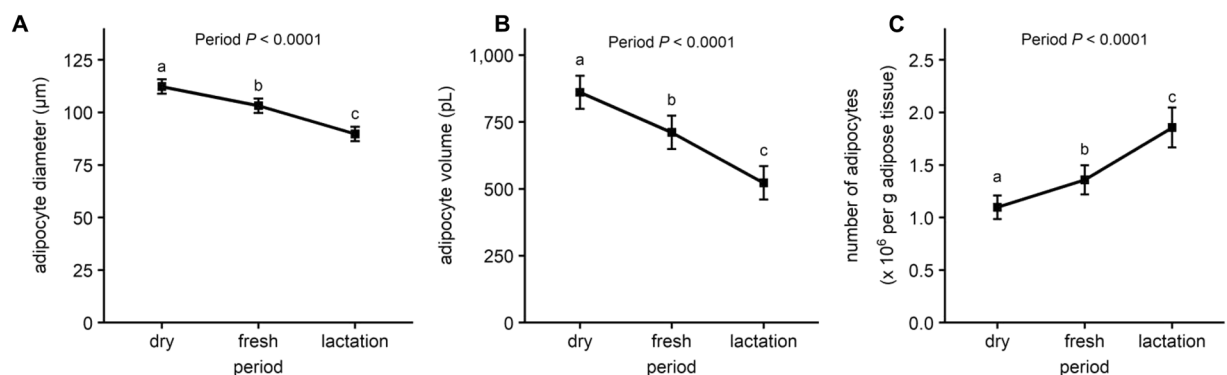 A
Period P < 0.0001
adipocyte diameter (µm)
125
100
75
50
25
0
a
b
c
dry fresh lactation
period
B
Period P < 0.0001
adipocyte volume (pL)
1,000
750
500
250
0
a
b
c
dry fresh lactation
period
C
Period P < 0.0001
number of adipocytes
(x 10⁶ per g adipose tissue)
2.5
2.0
1.5
1.0
0.5
0.0
a
b
c
dry fresh lactation
period